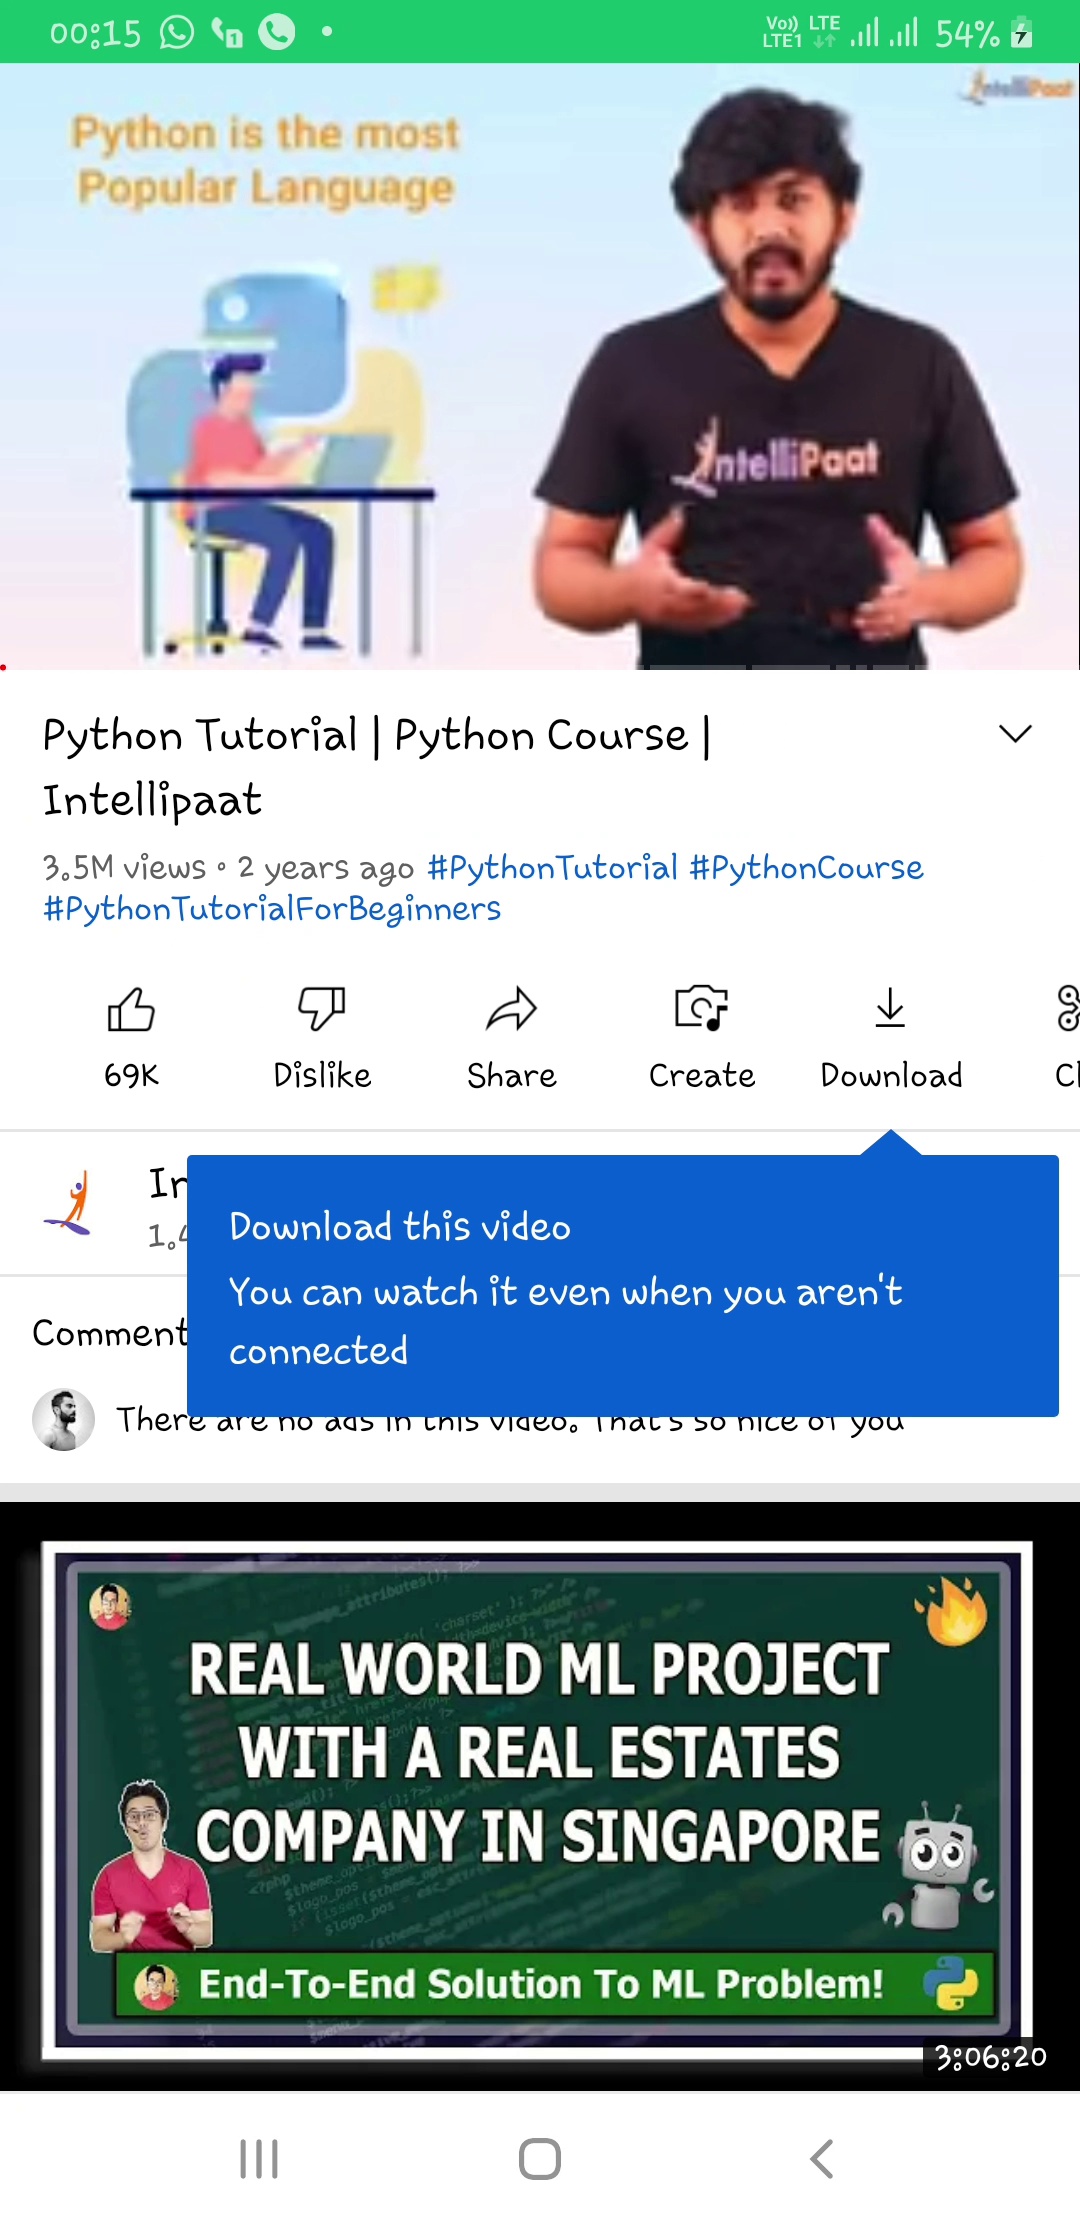 00:15
Vo)) LTE
LTE1
54%
IntelliPaat
Python is the most
Popular Language
IntelliPaat
Python Tutorial | Python Course |
Intellipaat
3.5M views • 2 years ago #PythonTutorial #PythonCourse
#PythonTutorialForBeginners
69K
Dislike
Share
Create
Download
Download this video
You can watch it even when you aren't
connected
Comment
There are no ads in this video. That's so nice of you
REAL WORLD ML PROJECT
WITH A REAL ESTATES
COMPANY IN SINGAPORE
End-To-End Solution To ML Problem!
3:06:20